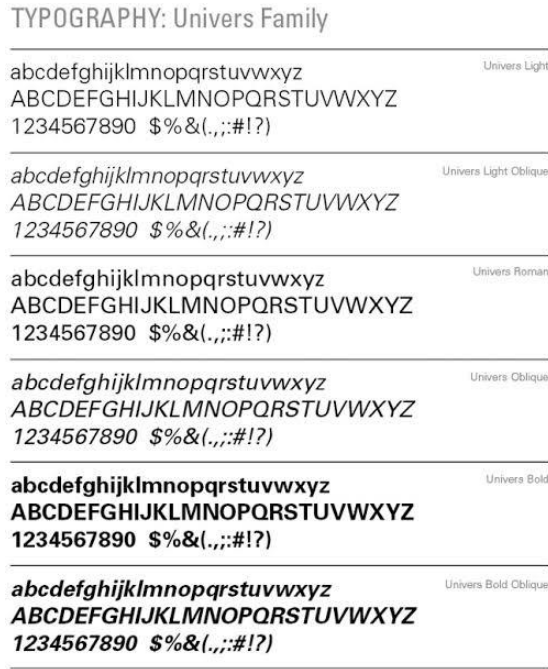 TYPOGRAPHY: Univers Family
Univers Light
abcdefghijklmnopqrstuvwxyz
ABCDEFGHIJKLMNOPQRSTUVWXYZ
1234567890 $%&(.,;:#!?)
Univers Light Oblique
abcdefghijklmnopqrstuvwxyz
ABCDEFGHIJKLMNOPQRSTUVWXYZ
1234567890 $%&(.,;:#!?)
Univers Roman
abcdefghijklmnopqrstuvwxyz
ABCDEFGHIJKLMNOPQRSTUVWXYZ
1234567890 $%&(.,;:#!?)
Univers Oblique
abcdefghijklmnopqrstuvwxyz
ABCDEFGHIJKLMNOPQRSTUVWXYZ
1234567890 $%&(.,;:#!?)
Univers Bold
abcdefghijklmnopqrstuvwxyz
ABCDEFGHIJKLMNOPQRSTUVWXYZ
1234567890 $%&(.,;:#!?)
Univers Bold Oblique
abcdefghijklmnopqrstuvwxyz
ABCDEFGHIJKLMNOPQRSTUVWXYZ
1234567890 $%&(.,;:#!?)